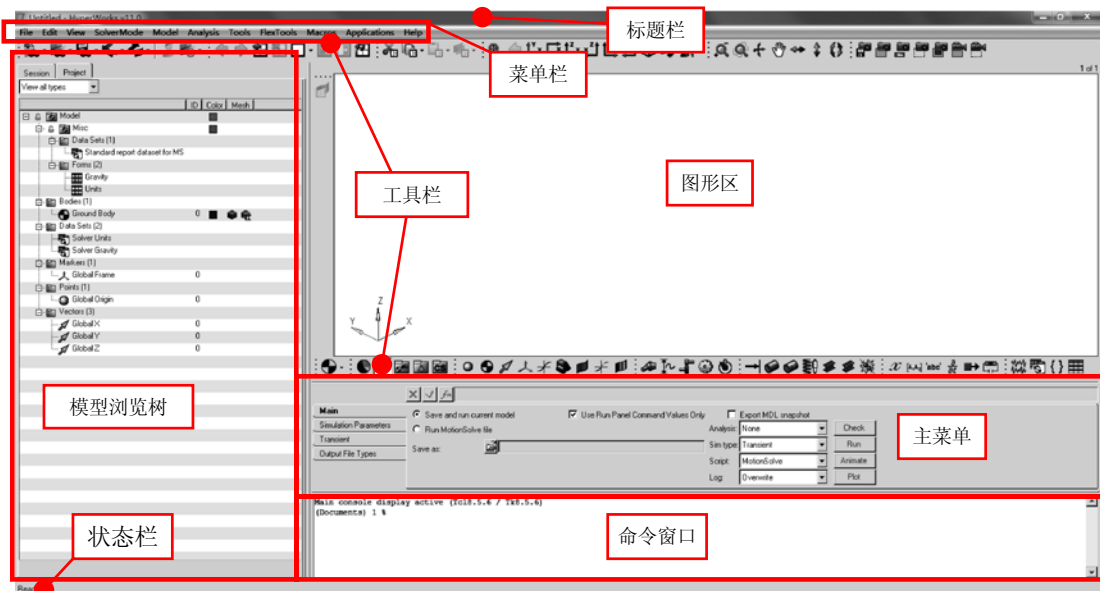 Untitled - HyperWorks v11.0
标题栏
File Edit View SolverMode Model Analysis Tools FlexTools Macros Applications Help
菜单栏
Session Project
1 of 1
View all types
ID Color Mesh
Model
Misc
Data Sets (1)
Standard report dataset for MS
Forms (2)
Gravity
Units
Bodies (1)
Ground Body 0
Data Sets (2)
Solver Units
Solver Gravity
Markers (1)
Global Frame 0
Points (1)
Global Origin 0
Vectors (3)
Global X 0
Global Y 0
Global Z 0
工具栏
图形区
Z
Y
X
模型浏览树
Main
Simulation Parameters
Transient
Output File Types
Save and run current model
Run MotionSolve file
Save as:
Use Run Panel Command Values Only
Export MDL snapshot
Analysis: None Check
Sim type: Transient Run
Script: MotionSolve Animate
Log: Overwrite Plot
主菜单
Main console display active (Tcl8.5.6 / Tk8.5.6)
(Documents) 1 %
命令窗口
状态栏